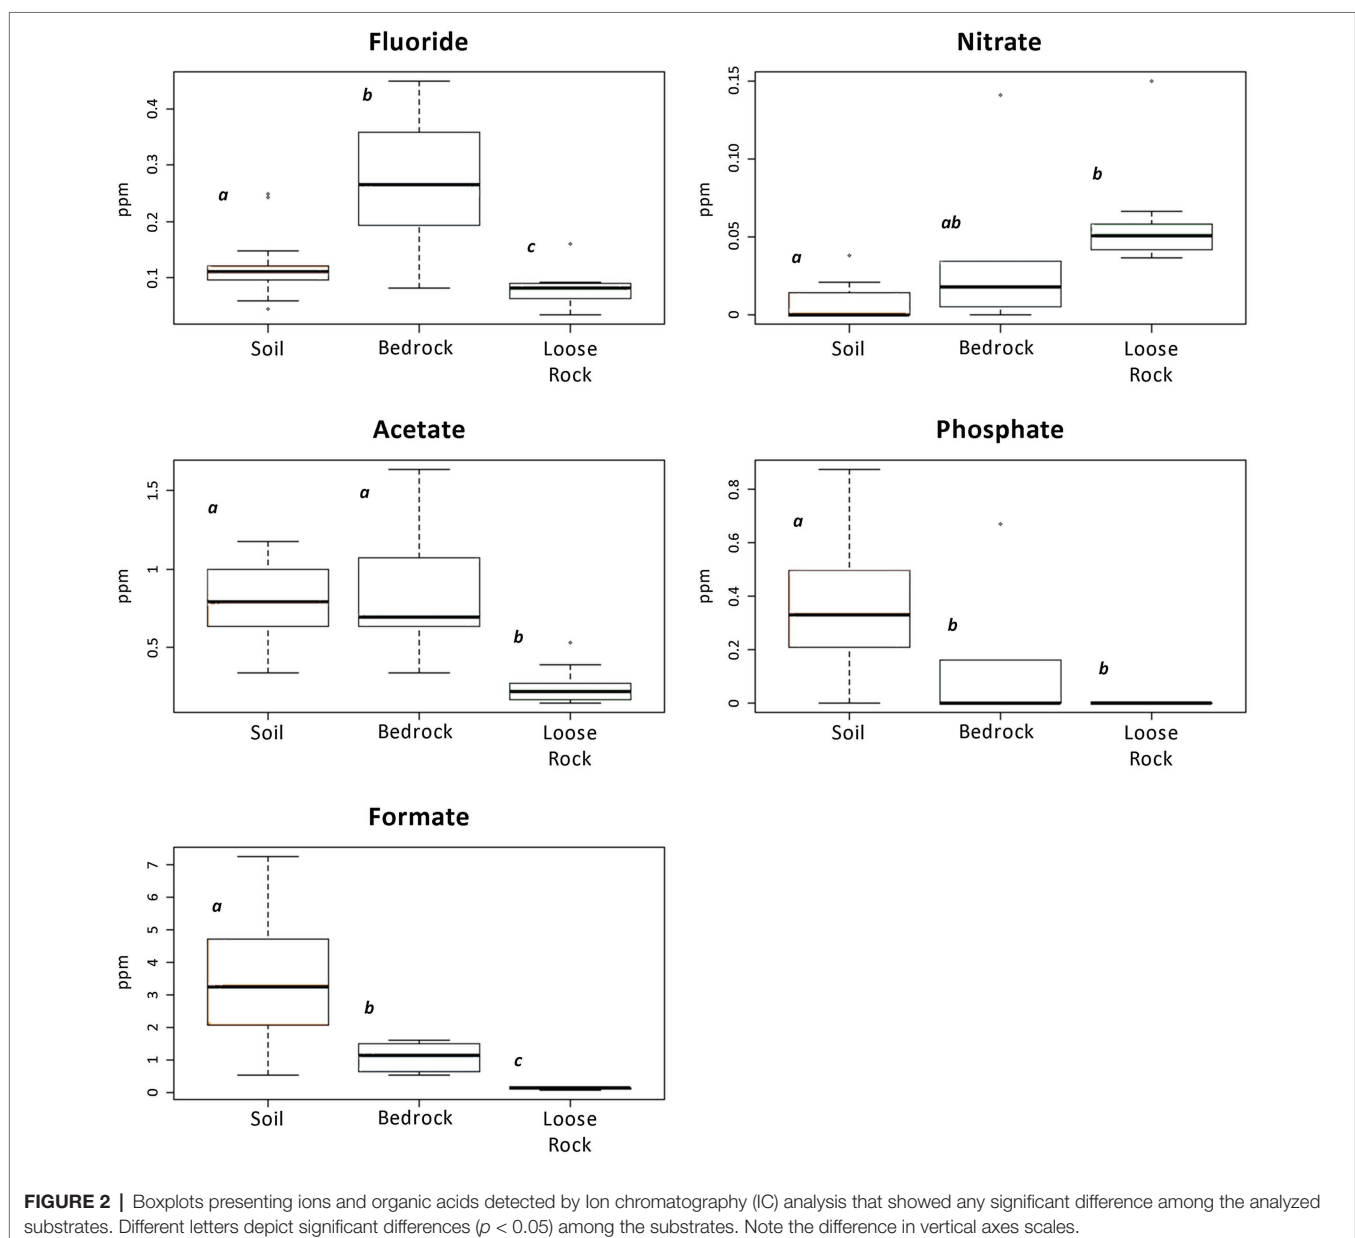 Fluoride
ppm
0.4
0.3
0.2
0.1
a
b
c
Soil
Bedrock
Loose
Rock
Nitrate
ppm
0.15
0.10
0.05
0
a
ab
b
Soil
Bedrock
Loose
Rock
Acetate
ppm
1.5
1
0.5
a
a
b
Soil
Bedrock
Loose
Rock
Phosphate
ppm
0.8
0.6
0.4
0.2
0
a
b
b
Soil
Bedrock
Loose
Rock
Formate
ppm
7
6
5
4
3
2
1
0
a
b
c
Soil
Bedrock
Loose
Rock
FIGURE 2 | Boxplots presenting ions and organic acids detected by Ion chromatography (IC) analysis that showed any significant difference among the analyzed
substrates. Different letters depict significant differences (p < 0.05) among the substrates. Note the difference in vertical axes scales.